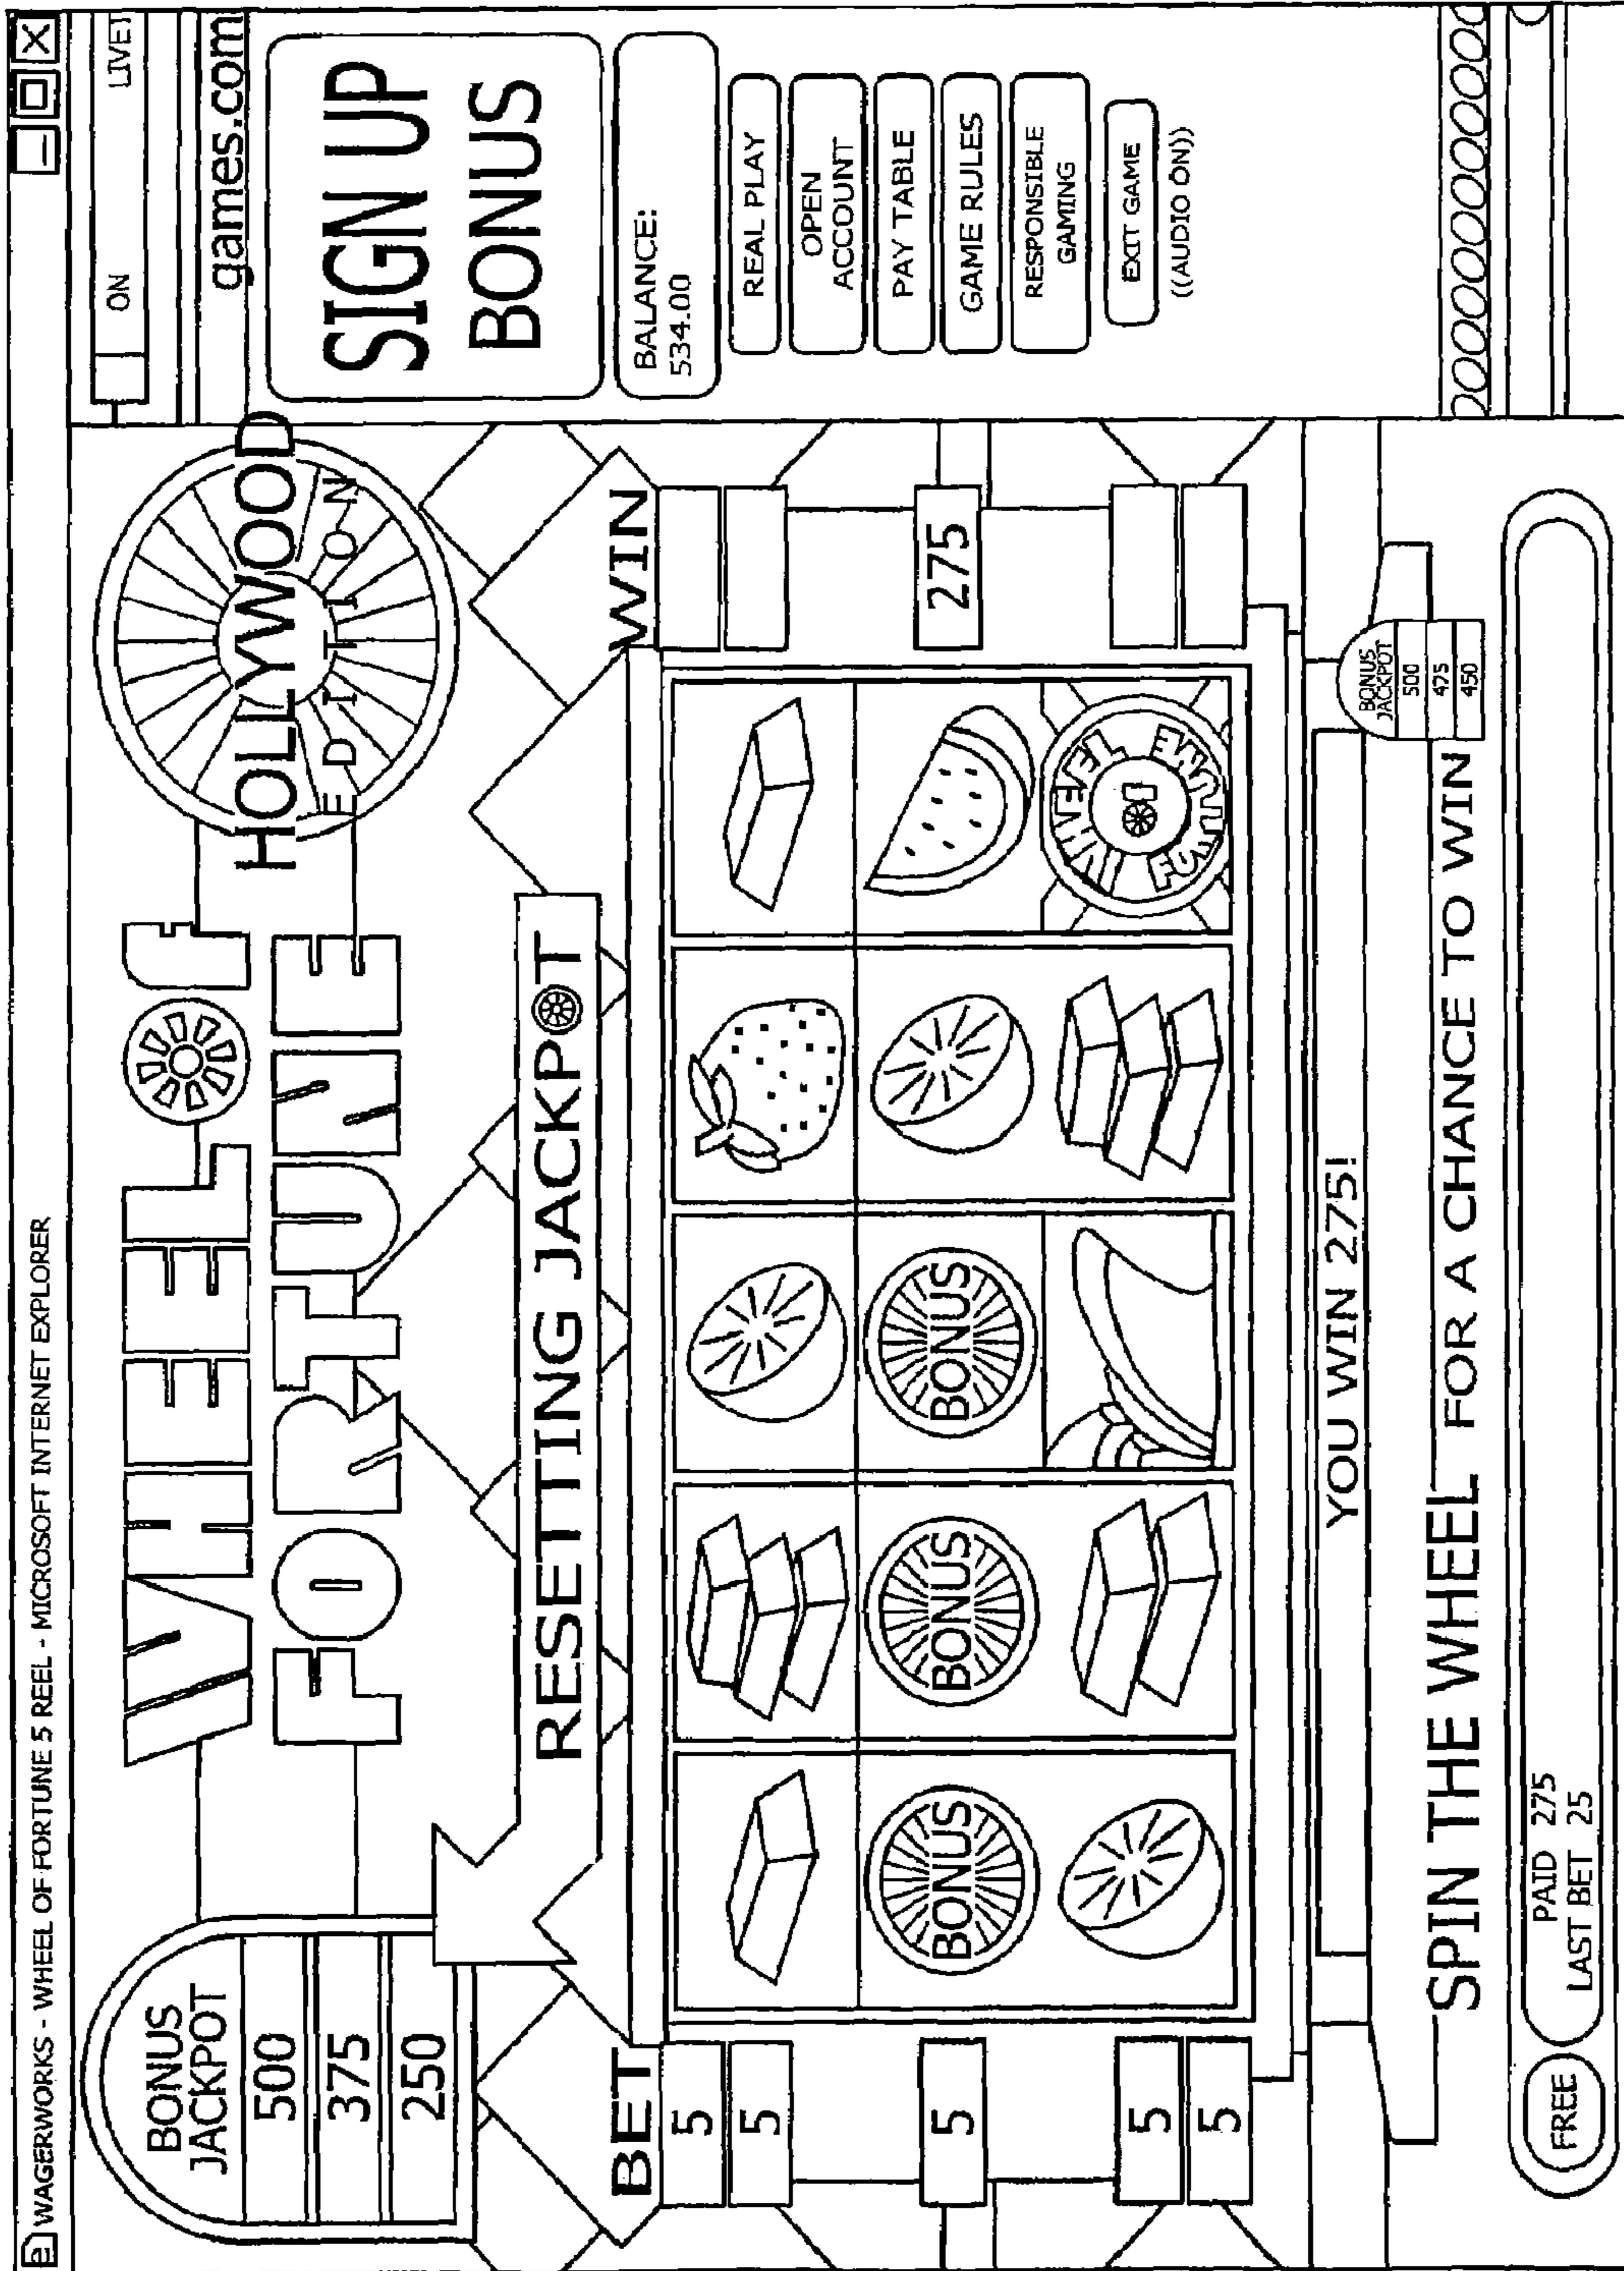 WAGERWORKS - WHEEL OF FORTUNE 5 REEL - MICROSOFT INTERNET EXPLORER
ON LIVE
games.com
BONUS
JACKPOT
500
375
250
WHEEL OF
FORTUNE
HOLLYWOOD
EDITION
SIGN UP
BONUS
RESETTING JACKPOT
BALANCE:
534.00
BET
WIN
5
5
5
5
5
BONUS
BONUS
BONUS
WHEEL
FORTUNE
275
REAL PLAY
OPEN
ACCOUNT
PAY TABLE
GAME RULES
RESPONSIBLE
GAMING
EXIT GAME
((AUDIO ON))
YOU WIN 275!
BONUS
JACKPOT
500
475
450
SPIN THE WHEEL FOR A CHANCE TO WIN
FREE
PAID 275
LAST BET 25